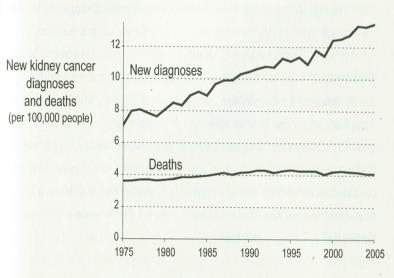 New kidney cancer
diagnoses
and deaths
(per 100,000 people)
12
10
8
6
4
2
0
New diagnoses
Deaths
1975 1980 1985 1990 1995 2000 2005